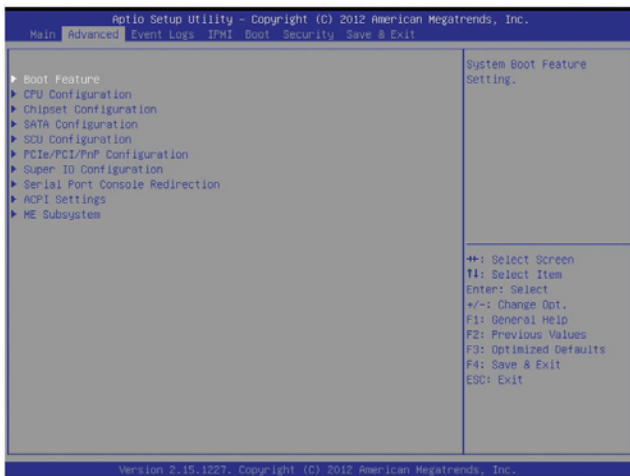 Aptio Setup Utility – Copyright (C) 2012 American Megatrends, Inc.
Main Advanced Event Logs IPMI Boot Security Save & Exit
Boot Feature
CPU Configuration
Chipset Configuration
SATA Configuration
SCU Configuration
PCIe/PCI/PnP Configuration
Super IO Configuration
Serial Port Console Redirection
ACPI Settings
ME Subsystem
System Boot Feature
Setting.
→←: Select Screen
↑↓: Select Item
Enter: Select
+/-: Change Opt.
F1: General Help
F2: Previous Values
F3: Optimized Defaults
F4: Save & Exit
ESC: Exit
Version 2.15.1227. Copyright (C) 2012 American Megatrends, Inc.